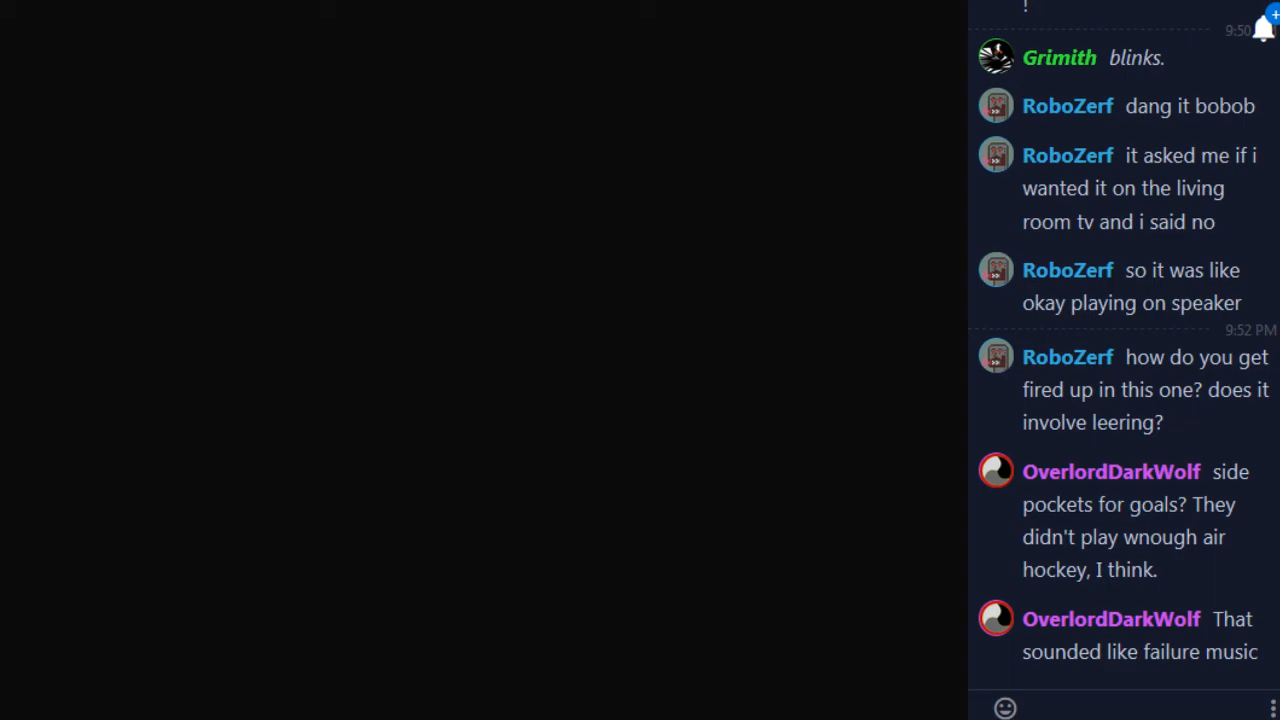 !
9:50
Grimith blinks.
RoboZerf dang it bobob
RoboZerf it asked me if i
wanted it on the living
room tv and i said no
RoboZerf so it was like
okay playing on speaker
9:52 PM
RoboZerf how do you get
fired up in this one? does it
involve leering?
OverlordDarkWolf side
pockets for goals? They
didn't play wnough air
hockey, I think.
OverlordDarkWolf That
sounded like failure music